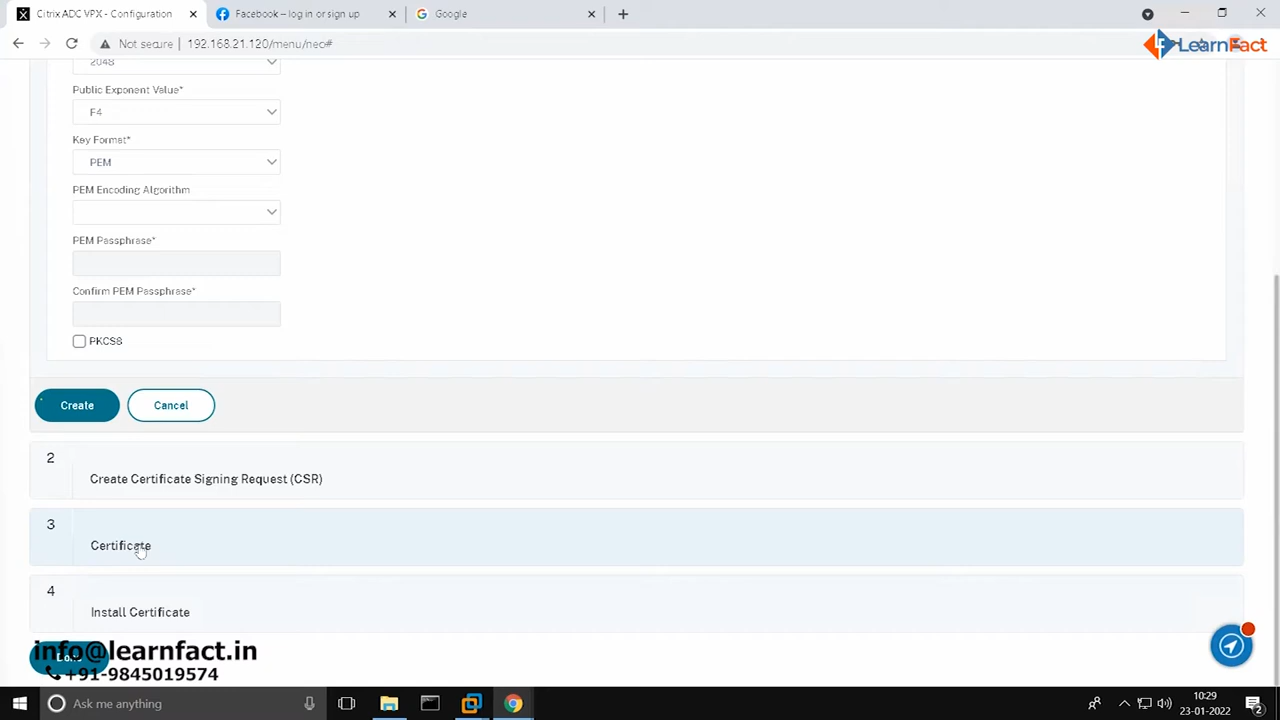 Citrix ADC VPX - Configuration
Facebook – log in or sign up
Google
Not secure
192.168.21.120/menu/neo#
LearnFact
2048
Public Exponent Value*
F4
Key Format*
PEM
PEM Encoding Algorithm
PEM Passphrase*
Confirm PEM Passphrase*
PKCS8
Create
Cancel
2
Create Certificate Signing Request (CSR)
3
Certificate
4
Install Certificate
info@learnfact.in
Done
+91-9845019574
Ask me anything
10:29
23-01-2022
2